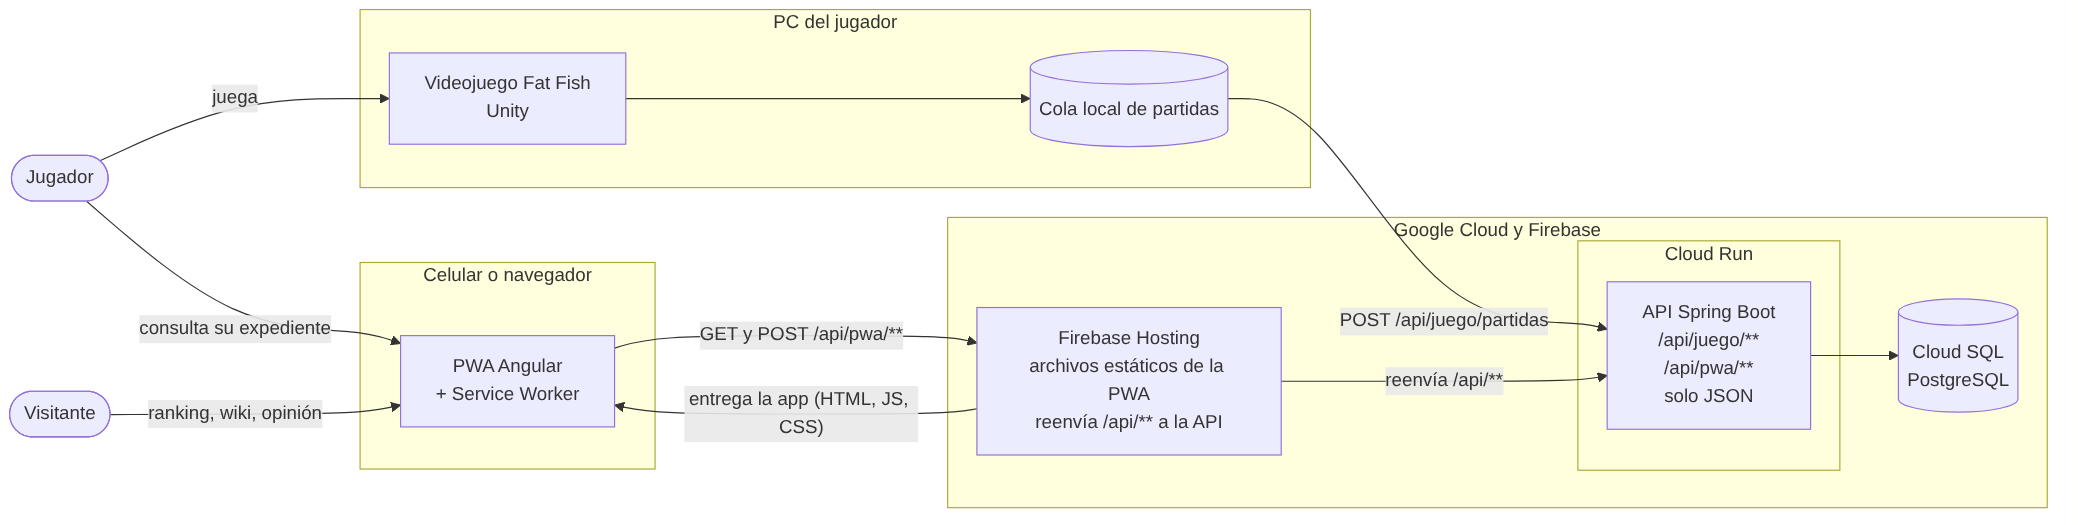 PC del jugador
Videojuego Fat Fish
Unity
Cola local de partidas
juega
Jugador
consulta su expediente
Visitante
ranking, wiki, opinión
Celular o navegador
PWA Angular
+ Service Worker
GET y POST /api/pwa/**
entrega la app (HTML, JS,
CSS)
Google Cloud y Firebase
Firebase Hosting
archivos estáticos de la
PWA
reenvía /api/** a la API
POST /api/juego/partidas
reenvía /api/**
Cloud Run
API Spring Boot
/api/juego/**
/api/pwa/**
solo JSON
Cloud SQL
PostgreSQL